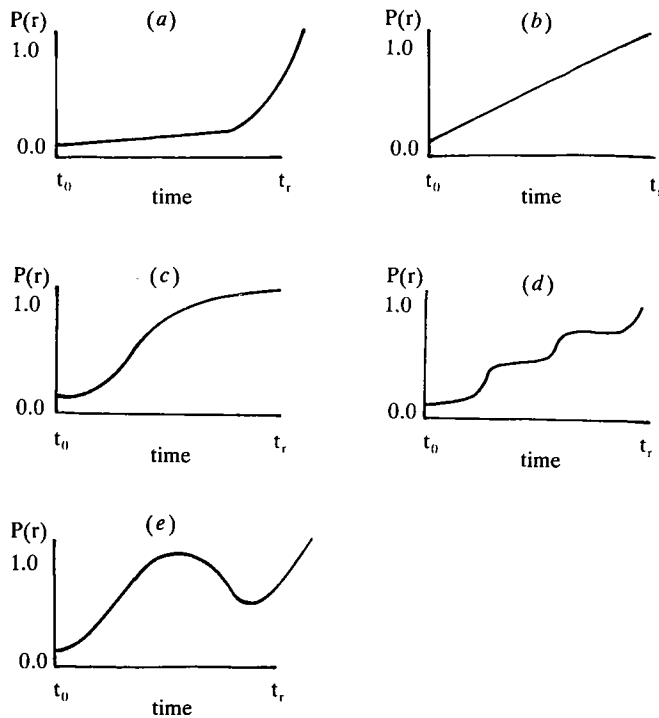 P(r) (a)
1.0
0.0
t₀ time tᵣ
P(r) (b)
1.0
0.0
t₀ time tᵣ
P(r) (c)
1.0
0.0
t₀ time tᵣ
P(r) (d)
1.0
0.0
t₀ time tᵣ
P(r) (e)
1.0
0.0
t₀ time tᵣ